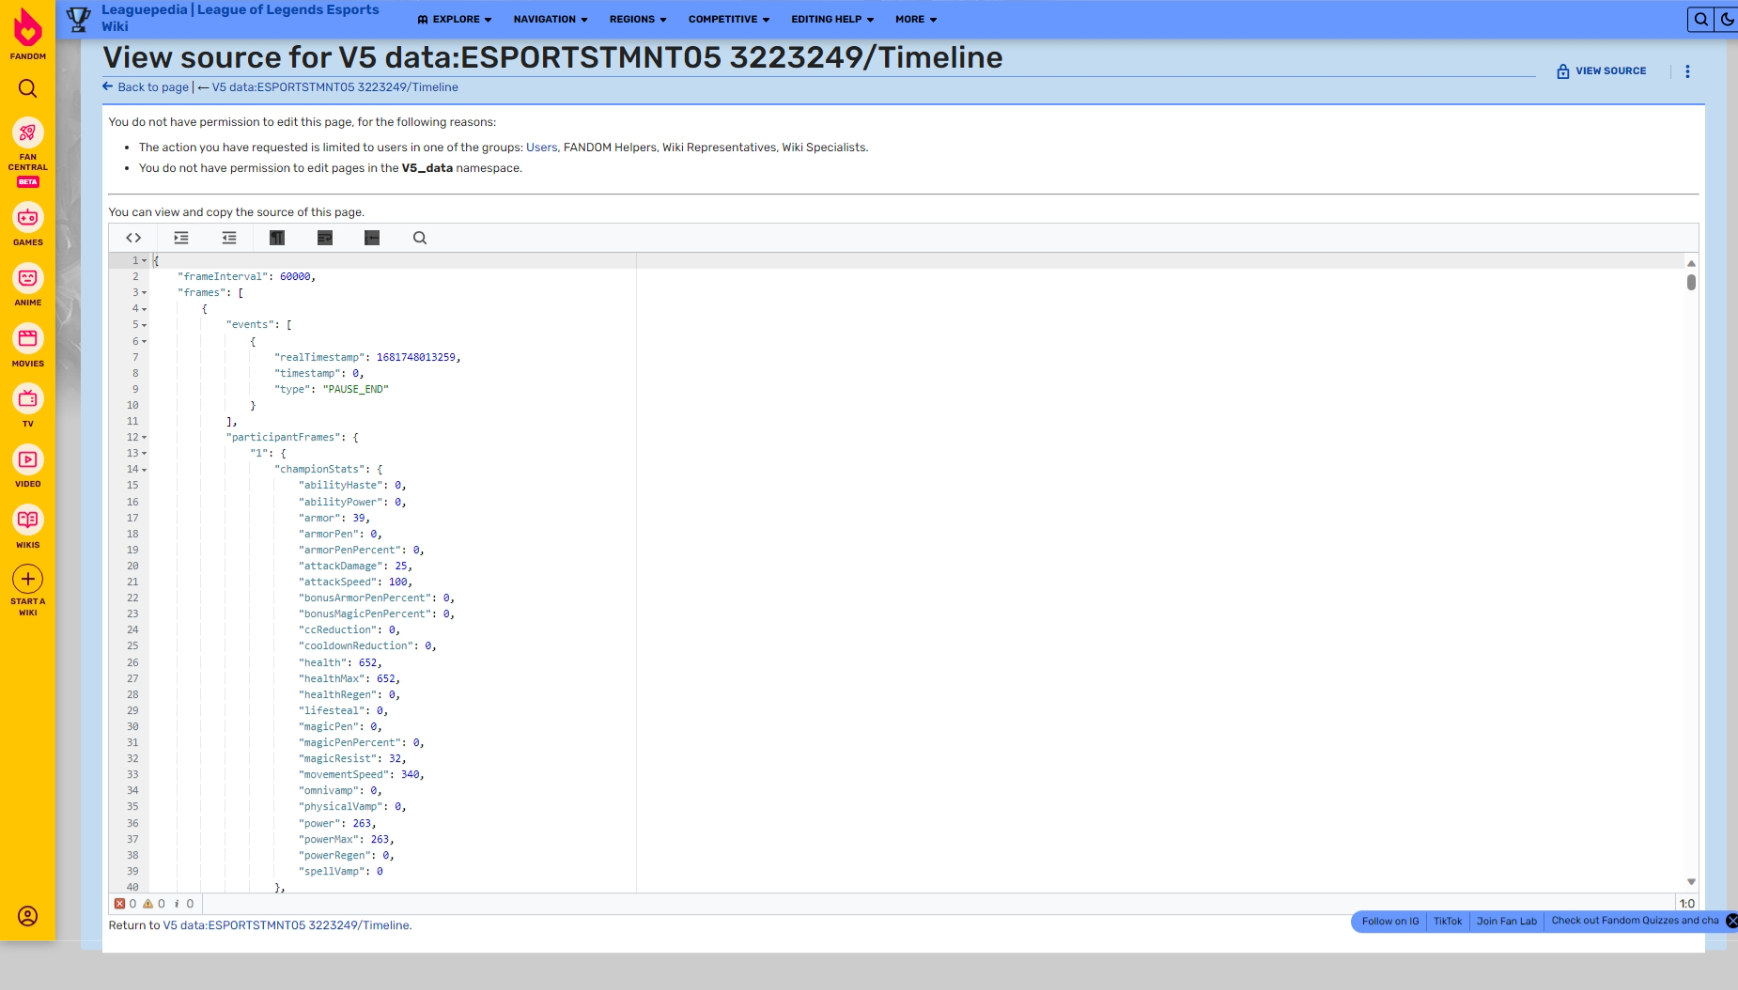 Leaguepedia | League of Legends Esports
Wiki
EXPLORE
NAVIGATION
REGIONS
COMPETITIVE
EDITING HELP
MORE
FANDOM
FAN
CENTRAL
BETA
GAMES
ANIME
MOVIES
TV
VIDEO
WIKIS
START A
WIKI
View source for V5 data:ESPORTSTMNT05 3223249/Timeline
VIEW SOURCE
Back to page | ← V5 data:ESPORTSTMNT05 3223249/Timeline
You do not have permission to edit this page, for the following reasons:
• The action you have requested is limited to users in one of the groups: Users, FANDOM Helpers, Wiki Representatives, Wiki Specialists.
• You do not have permission to edit pages in the V5_data namespace.
You can view and copy the source of this page.
1 {
2 "frameInterval": 60000,
3 "frames": [
4 {
5 "events": [
6 {
7 "realTimestamp": 1681748013259,
8 "timestamp": 0,
9 "type": "PAUSE_END"
10 }
11 ],
12 "participantFrames": {
13 "1": {
14 "championStats": {
15 "abilityHaste": 0,
16 "abilityPower": 0,
17 "armor": 39,
18 "armorPen": 0,
19 "armorPenPercent": 0,
20 "attackDamage": 25,
21 "attackSpeed": 100,
22 "bonusArmorPenPercent": 0,
23 "bonusMagicPenPercent": 0,
24 "ccReduction": 0,
25 "cooldownReduction": 0,
26 "health": 652,
27 "healthMax": 652,
28 "healthRegen": 0,
29 "lifesteal": 0,
30 "magicPen": 0,
31 "magicPenPercent": 0,
32 "magicResist": 32,
33 "movementSpeed": 340,
34 "omnivamp": 0,
35 "physicalVamp": 0,
36 "power": 263,
37 "powerMax": 263,
38 "powerRegen": 0,
39 "spellVamp": 0
40 },
0 0 i 0
1:0
Return to V5 data:ESPORTSTMNT05 3223249/Timeline.
Follow on IG
TikTok
Join Fan Lab
Check out Fandom Quizzes and cha